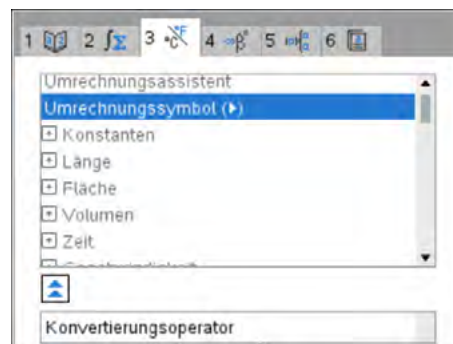 1 2 ∫Σ 3 °C °F 4 ∞β° 5 6
Umrechnungsassistent
Umrechnungssymbol (▶)
Konstanten
Länge
Fläche
Volumen
Zeit
Konvertierungsoperator